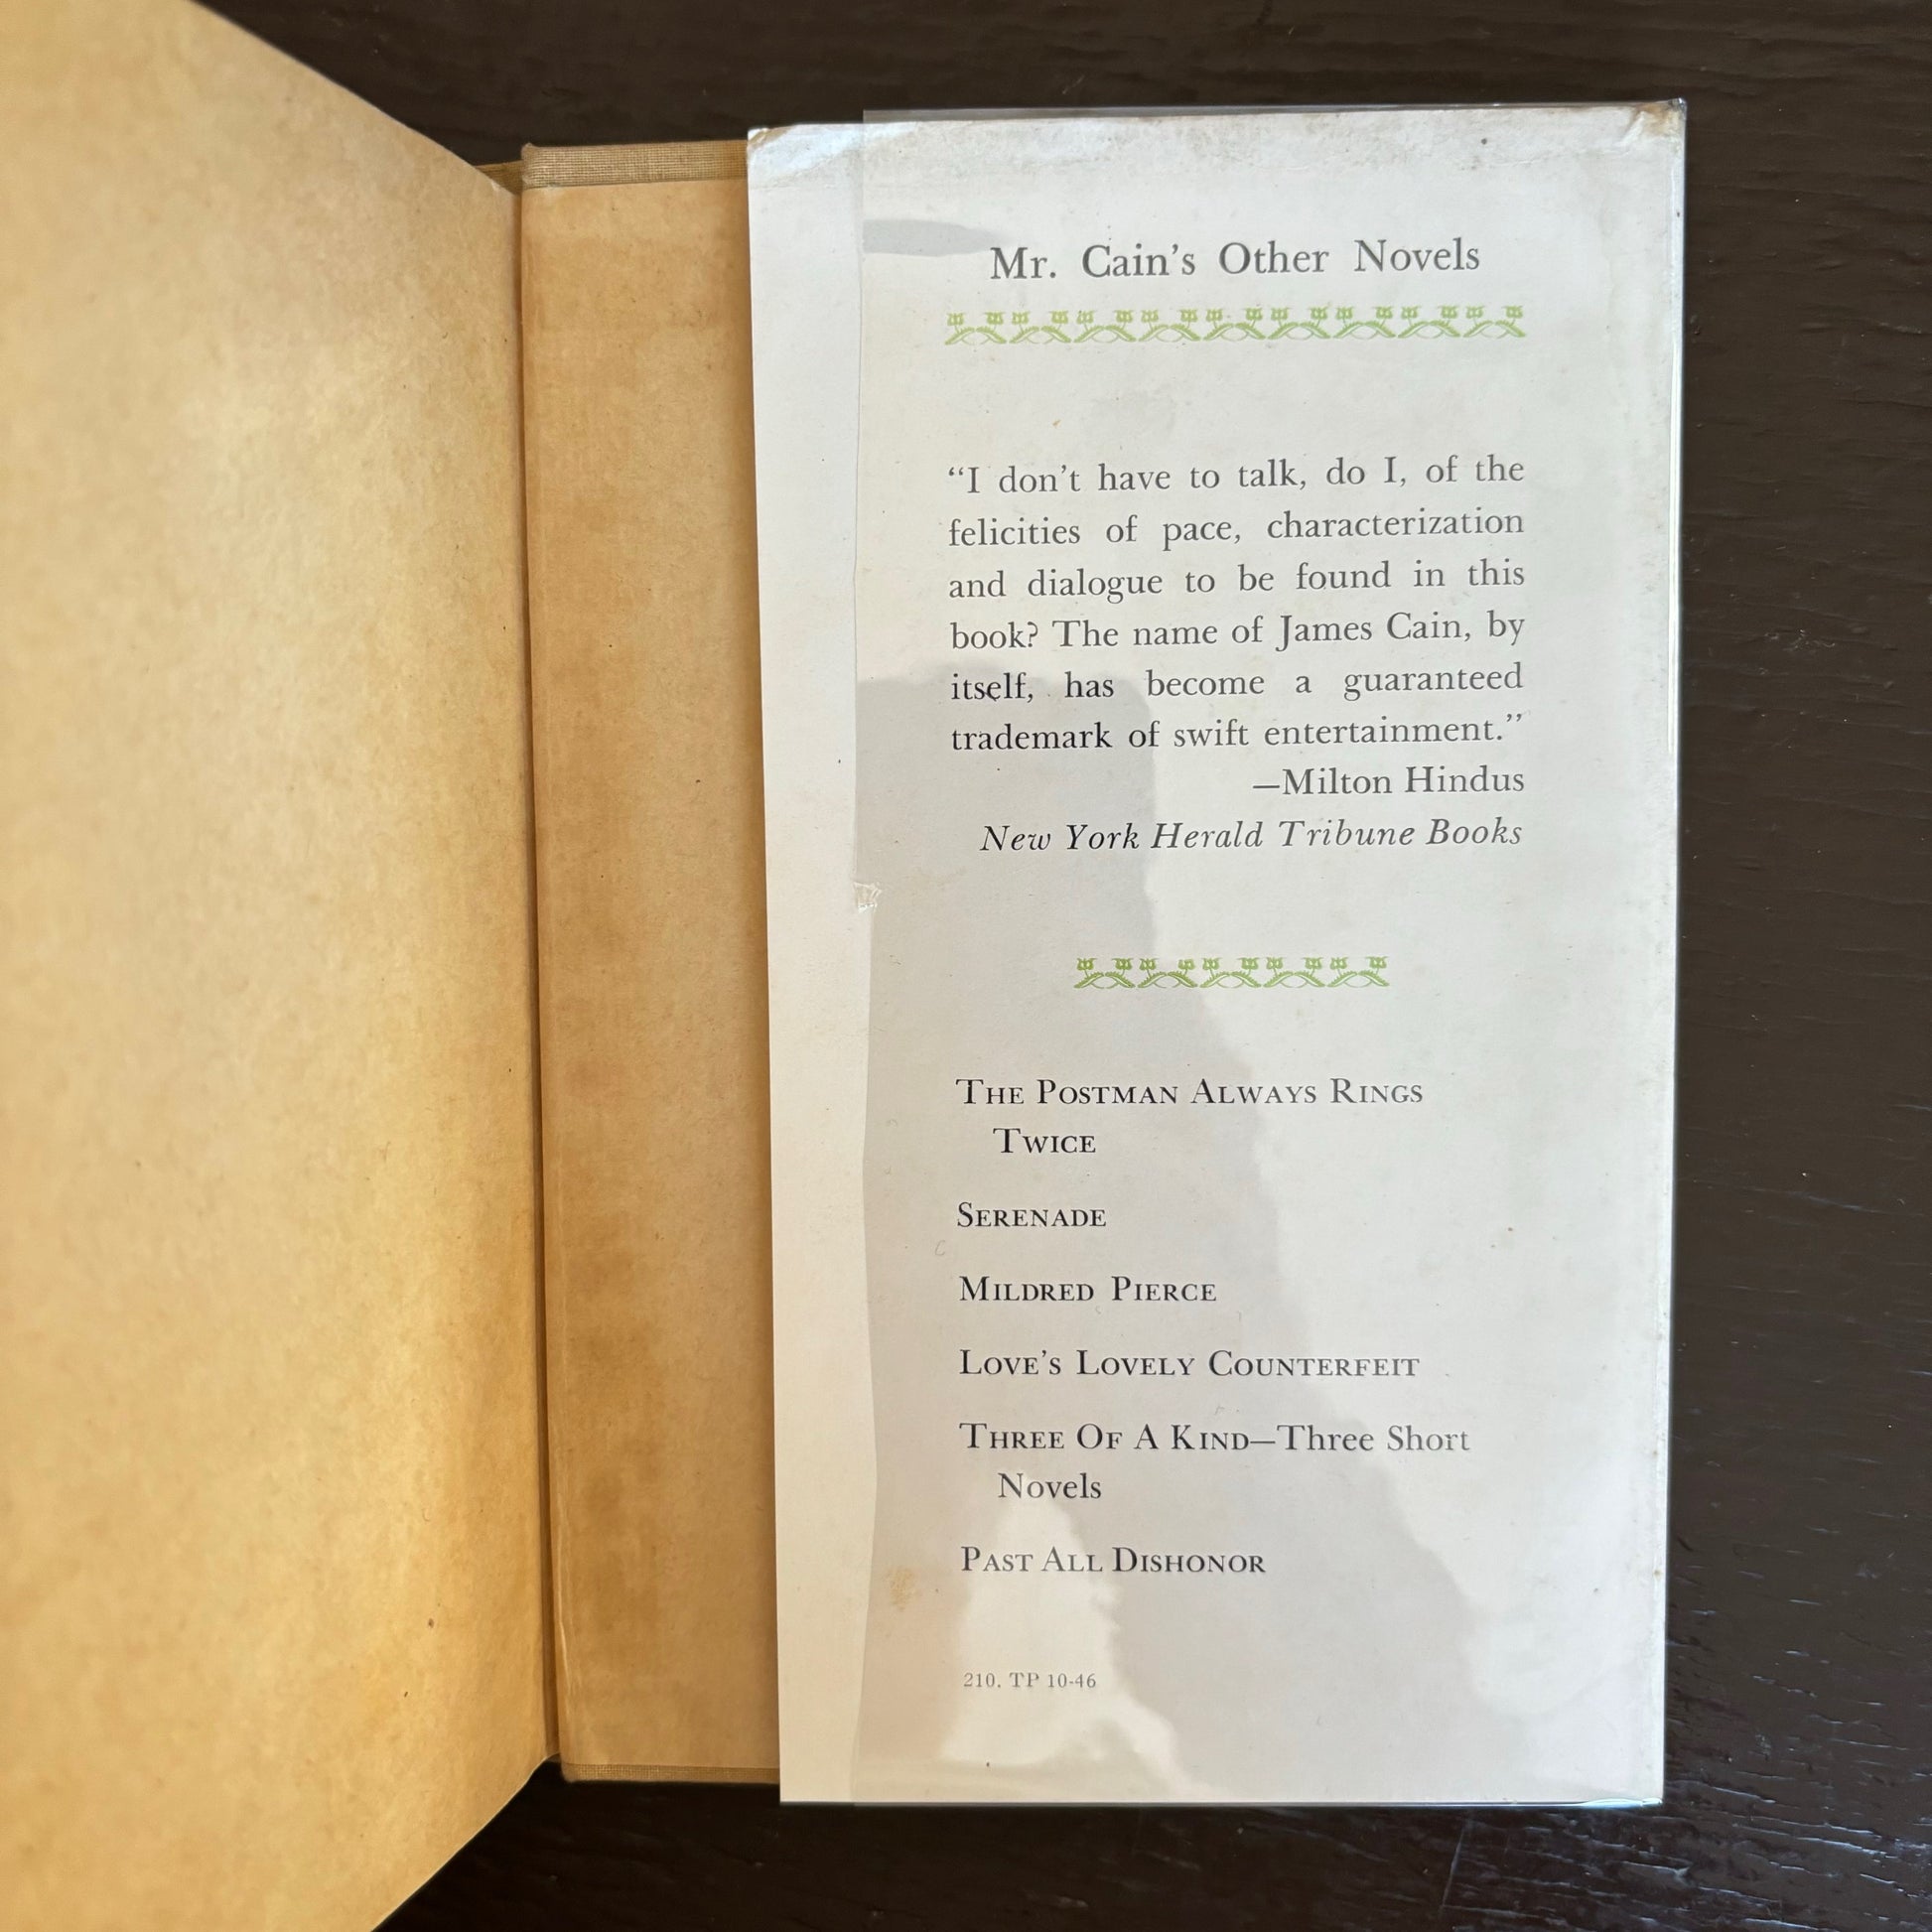 Mr. Cain’s Other Novels
“I don’t have to talk, do I, of the
felicities of pace, characterization
and dialogue to be found in this
book? The name of James Cain, by
itself, has become a guaranteed
trademark of swift entertainment.”
—Milton Hindus
New York Herald Tribune Books
THE POSTMAN ALWAYS RINGS
TWICE
SERENADE
MILDRED PIERCE
LOVE’S LOVELY COUNTERFEIT
THREE OF A KIND—Three Short
Novels
PAST ALL DISHONOR
210. TP 10-46